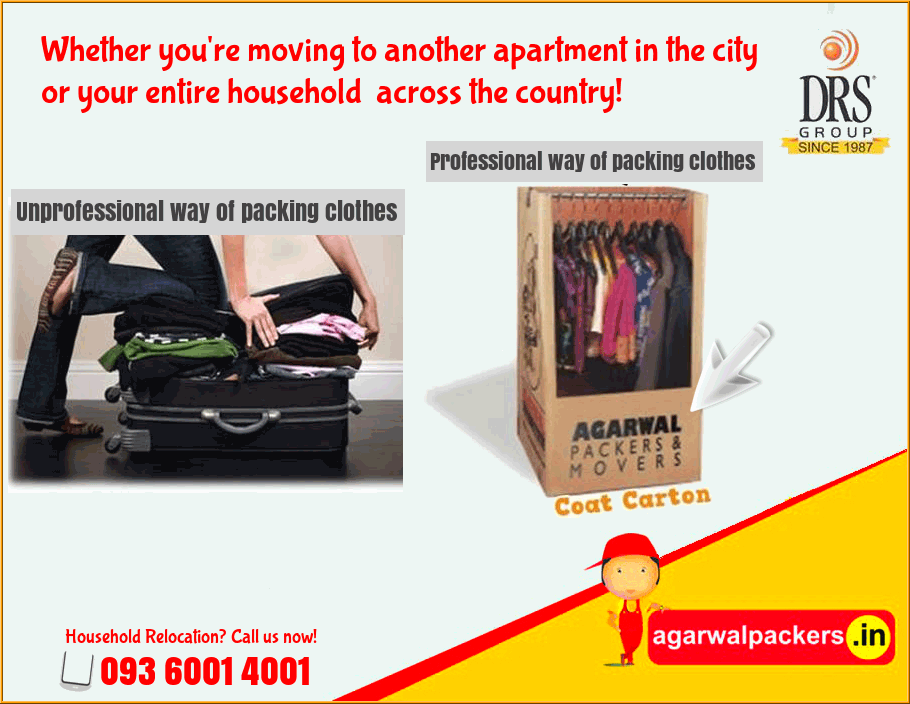 Whether you're moving to another apartment in the city
or your entire household across the country!
DRS
GROUP
SINCE 1987
Professional way of packing clothes
Unprofessional way of packing clothes
AGARWAL
PACKERS &
MOVERS
Coat Carton
Household Relocation? Call us now!
093 6001 4001
agarwalpackers.in